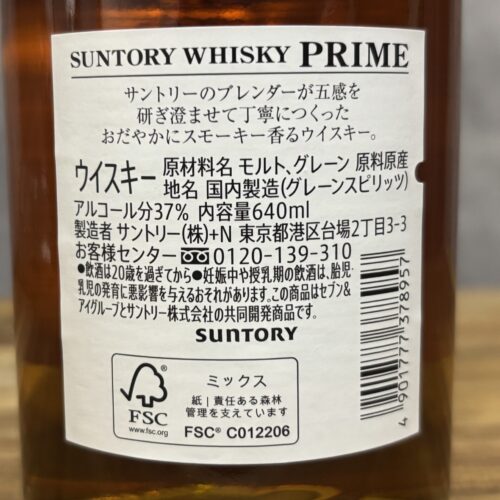 SUNTORY WHISKY PRIME
サントリーのブレンダーが五感を
研ぎ澄ませて丁寧につくった
おだやかにスモーキー香るウイスキー。
ウイスキー 原材料名 モルト、グレーン 原料原産
地名 国内製造(グレーンスピリッツ)
アルコール分37% 内容量640ml
製造者 サントリー(株)+N 東京都港区台場2丁目3-3
お客様センター 0120-139-310
●飲酒は20歳を過ぎてから●妊娠中や授乳期の飲酒は、胎児・
乳児の発育に悪影響を与えるおそれがあります。この商品はセブン&
アイグループとサントリー株式会社の共同開発商品です。
SUNTORY
4901777378957
FSC
www.fsc.org
ミックス
紙|責任ある森林
管理を支えています
FSC® C012206